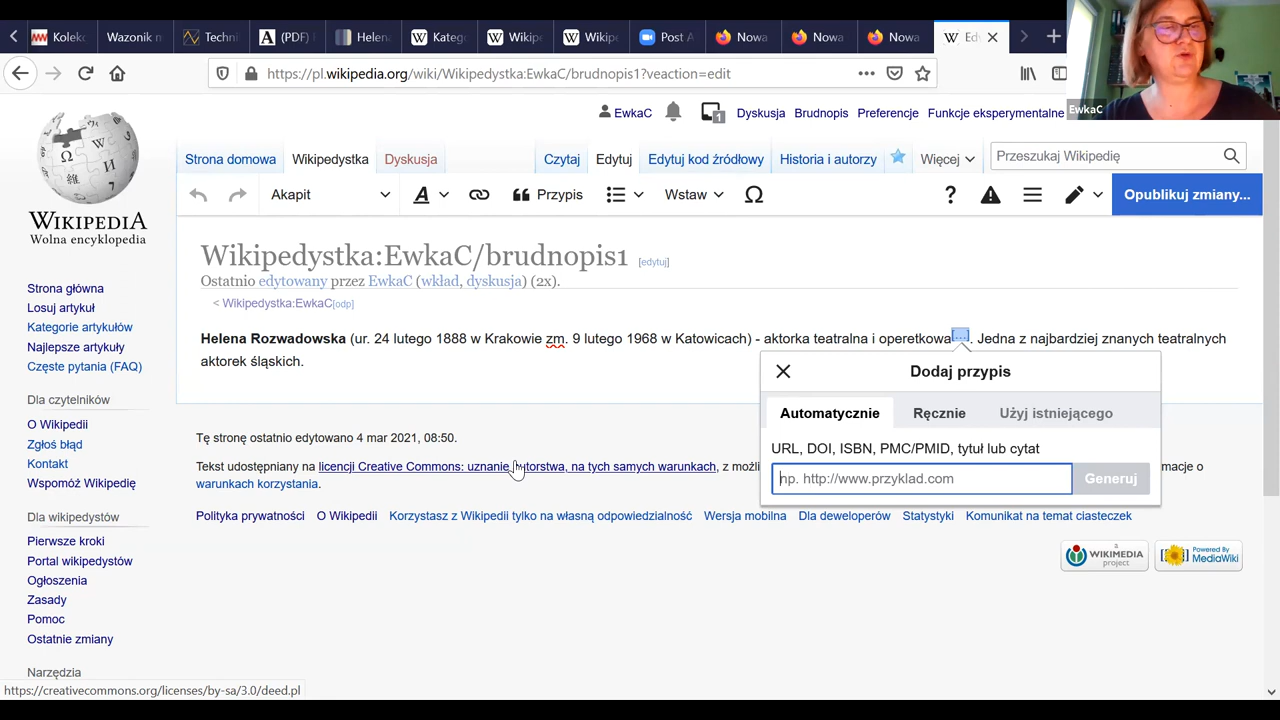 Kolek
Wazonik n
Techni
(PDF)
Helena
Katego
Wikipe
Wikipe
Post A
Nowa
Nowa
Nowa
Edy
https://pl.wikipedia.org/wiki/Wikipedystka:EwkaC/brudnopis1?veaction=edit
EwkaC
EwkaC 1 Dyskusja Brudnopis Preferencje Funkcje eksperymentalne
Strona domowa Wikipedystka Dyskusja Czytaj Edytuj Edytuj kod źródłowy Historia i autorzy Więcej Przeszukaj Wikipedię
Akapit A Przypis Wstaw Ω ? Opublikuj zmiany...
WIKIPEDIA
Wolna encyklopedia
Strona główna
Losuj artykuł
Kategorie artykułów
Najlepsze artykuły
Częste pytania (FAQ)
Dla czytelników
O Wikipedii
Zgłoś błąd
Kontakt
Wspomóż Wikipedię
Dla wikipedystów
Pierwsze kroki
Portal wikipedystów
Ogłoszenia
Zasady
Pomoc
Ostatnie zmiany
Narzędzia
Wikipedystka:EwkaC/brudnopis1 [edytuj]
Ostatnio edytowany przez EwkaC (wkład, dyskusja) (2x).
< Wikipedystka:EwkaC[odp]
Helena Rozwadowska (ur. 24 lutego 1888 w Krakowie zm. 9 lutego 1968 w Katowicach) - aktorka teatralna i operetkowa[...]. Jedna z najbardziej znanych teatralnych
aktorek śląskich.
Dodaj przypis
Automatycznie Ręcznie Użyj istniejącego
URL, DOI, ISBN, PMC/PMID, tytuł lub cytat
np. http://www.przyklad.com Generuj
Tę stronę ostatnio edytowano 4 mar 2021, 08:50.
Tekst udostępniany na licencji Creative Commons: uznanie autorstwa, na tych samych warunkach, z możli macje o
warunkach korzystania.
Polityka prywatności O Wikipedii Korzystasz z Wikipedii tylko na własną odpowiedzialność Wersja mobilna Dla deweloperów Statystyki Komunikat na temat ciasteczek
a WIKIMEDIA project
Powered By MediaWiki
https://creativecommons.org/licenses/by-sa/3.0/deed.pl